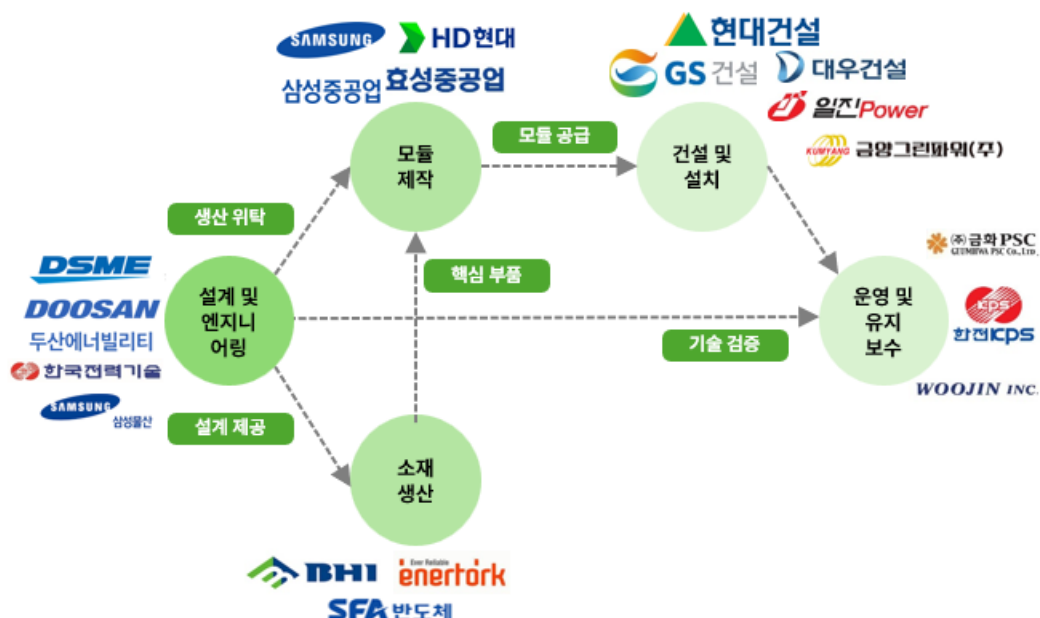 SAMSUNG
삼성중공업
HD현대
효성중공업
현대건설
GS 건설
대우건설
일진Power
KUMYANG 금양그린파워(주)
모듈
제작
모듈 공급
건설 및
설치
생산 위탁
핵심 부품
DSME
DOOSAN
두산에너빌리티
한국전력기술
SAMSUNG
삼성물산
설계 및
엔지니
어링
기술 검증
운영 및
유지
보수
(주)금화PSC
GEUMHWA PSC Co., Ltd.
KPS
한전KPS
WOOJIN INC.
설계 제공
소재
생산
BHI
Ever Reliable
enertork
SFA 반도체